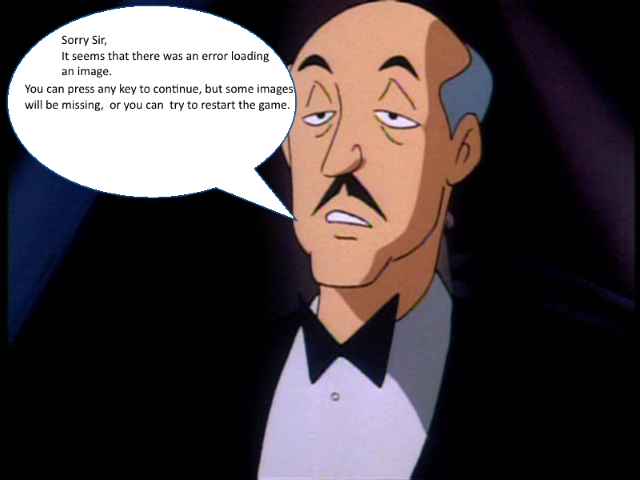 Sorry Sir,
It seems that there was an error loading
an image.
You can press any key to continue, but some images
will be missing, or you can try to restart the game.